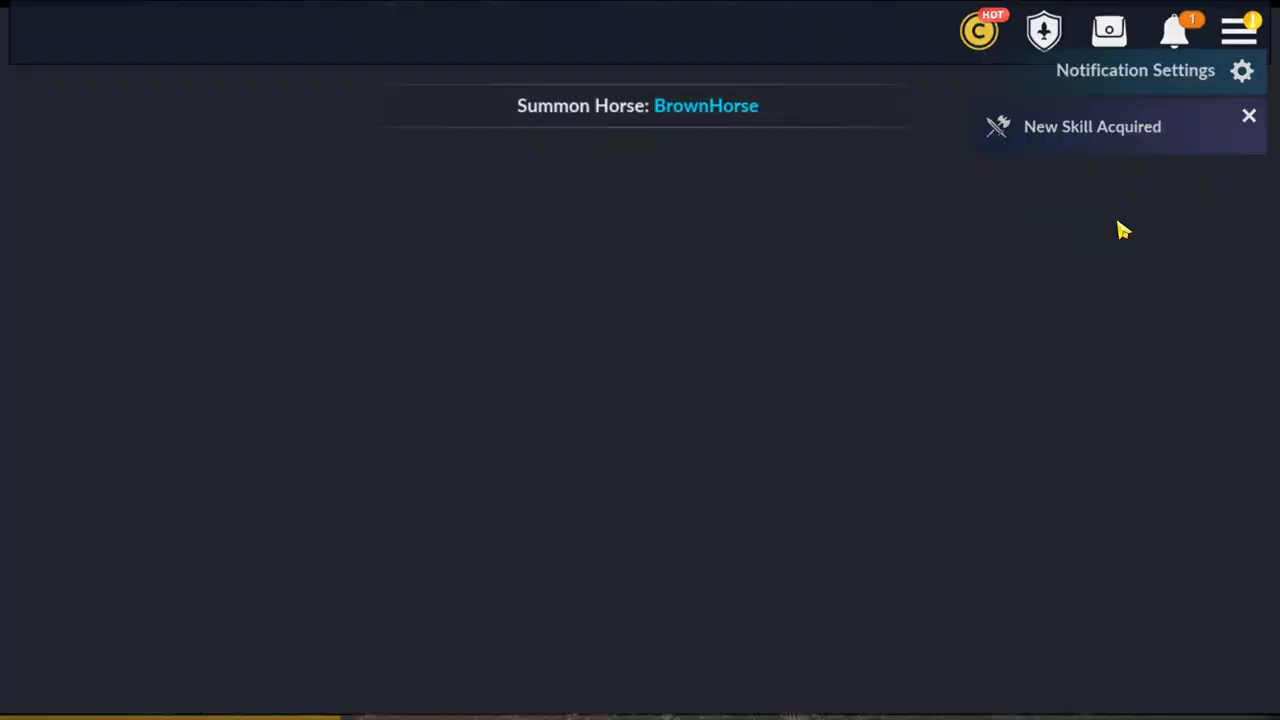 HOT
1
Notification Settings
Summon Horse: BrownHorse
New Skill Acquired